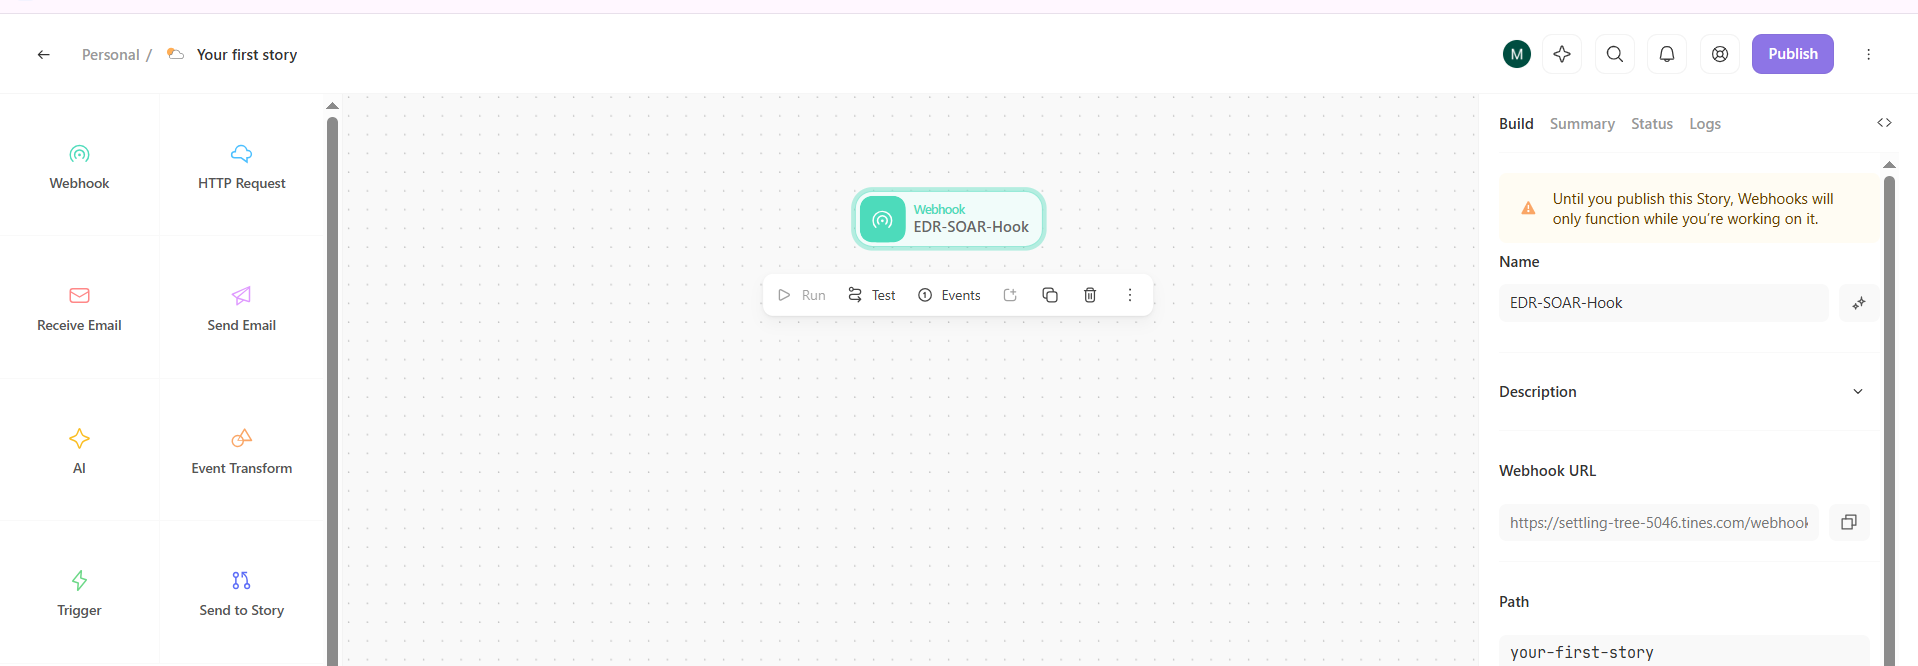 Personal / Your first story
M
Publish
Webhook
HTTP Request
Receive Email
Send Email
AI
Event Transform
Trigger
Send to Story
Webhook
EDR-SOAR-Hook
Run
Test
1 Events
Build Summary Status Logs
Until you publish this Story, Webhooks will
only function while you're working on it.
Name
EDR-SOAR-Hook
Description
Webhook URL
https://settling-tree-5046.tines.com/webhook
Path
your-first-story